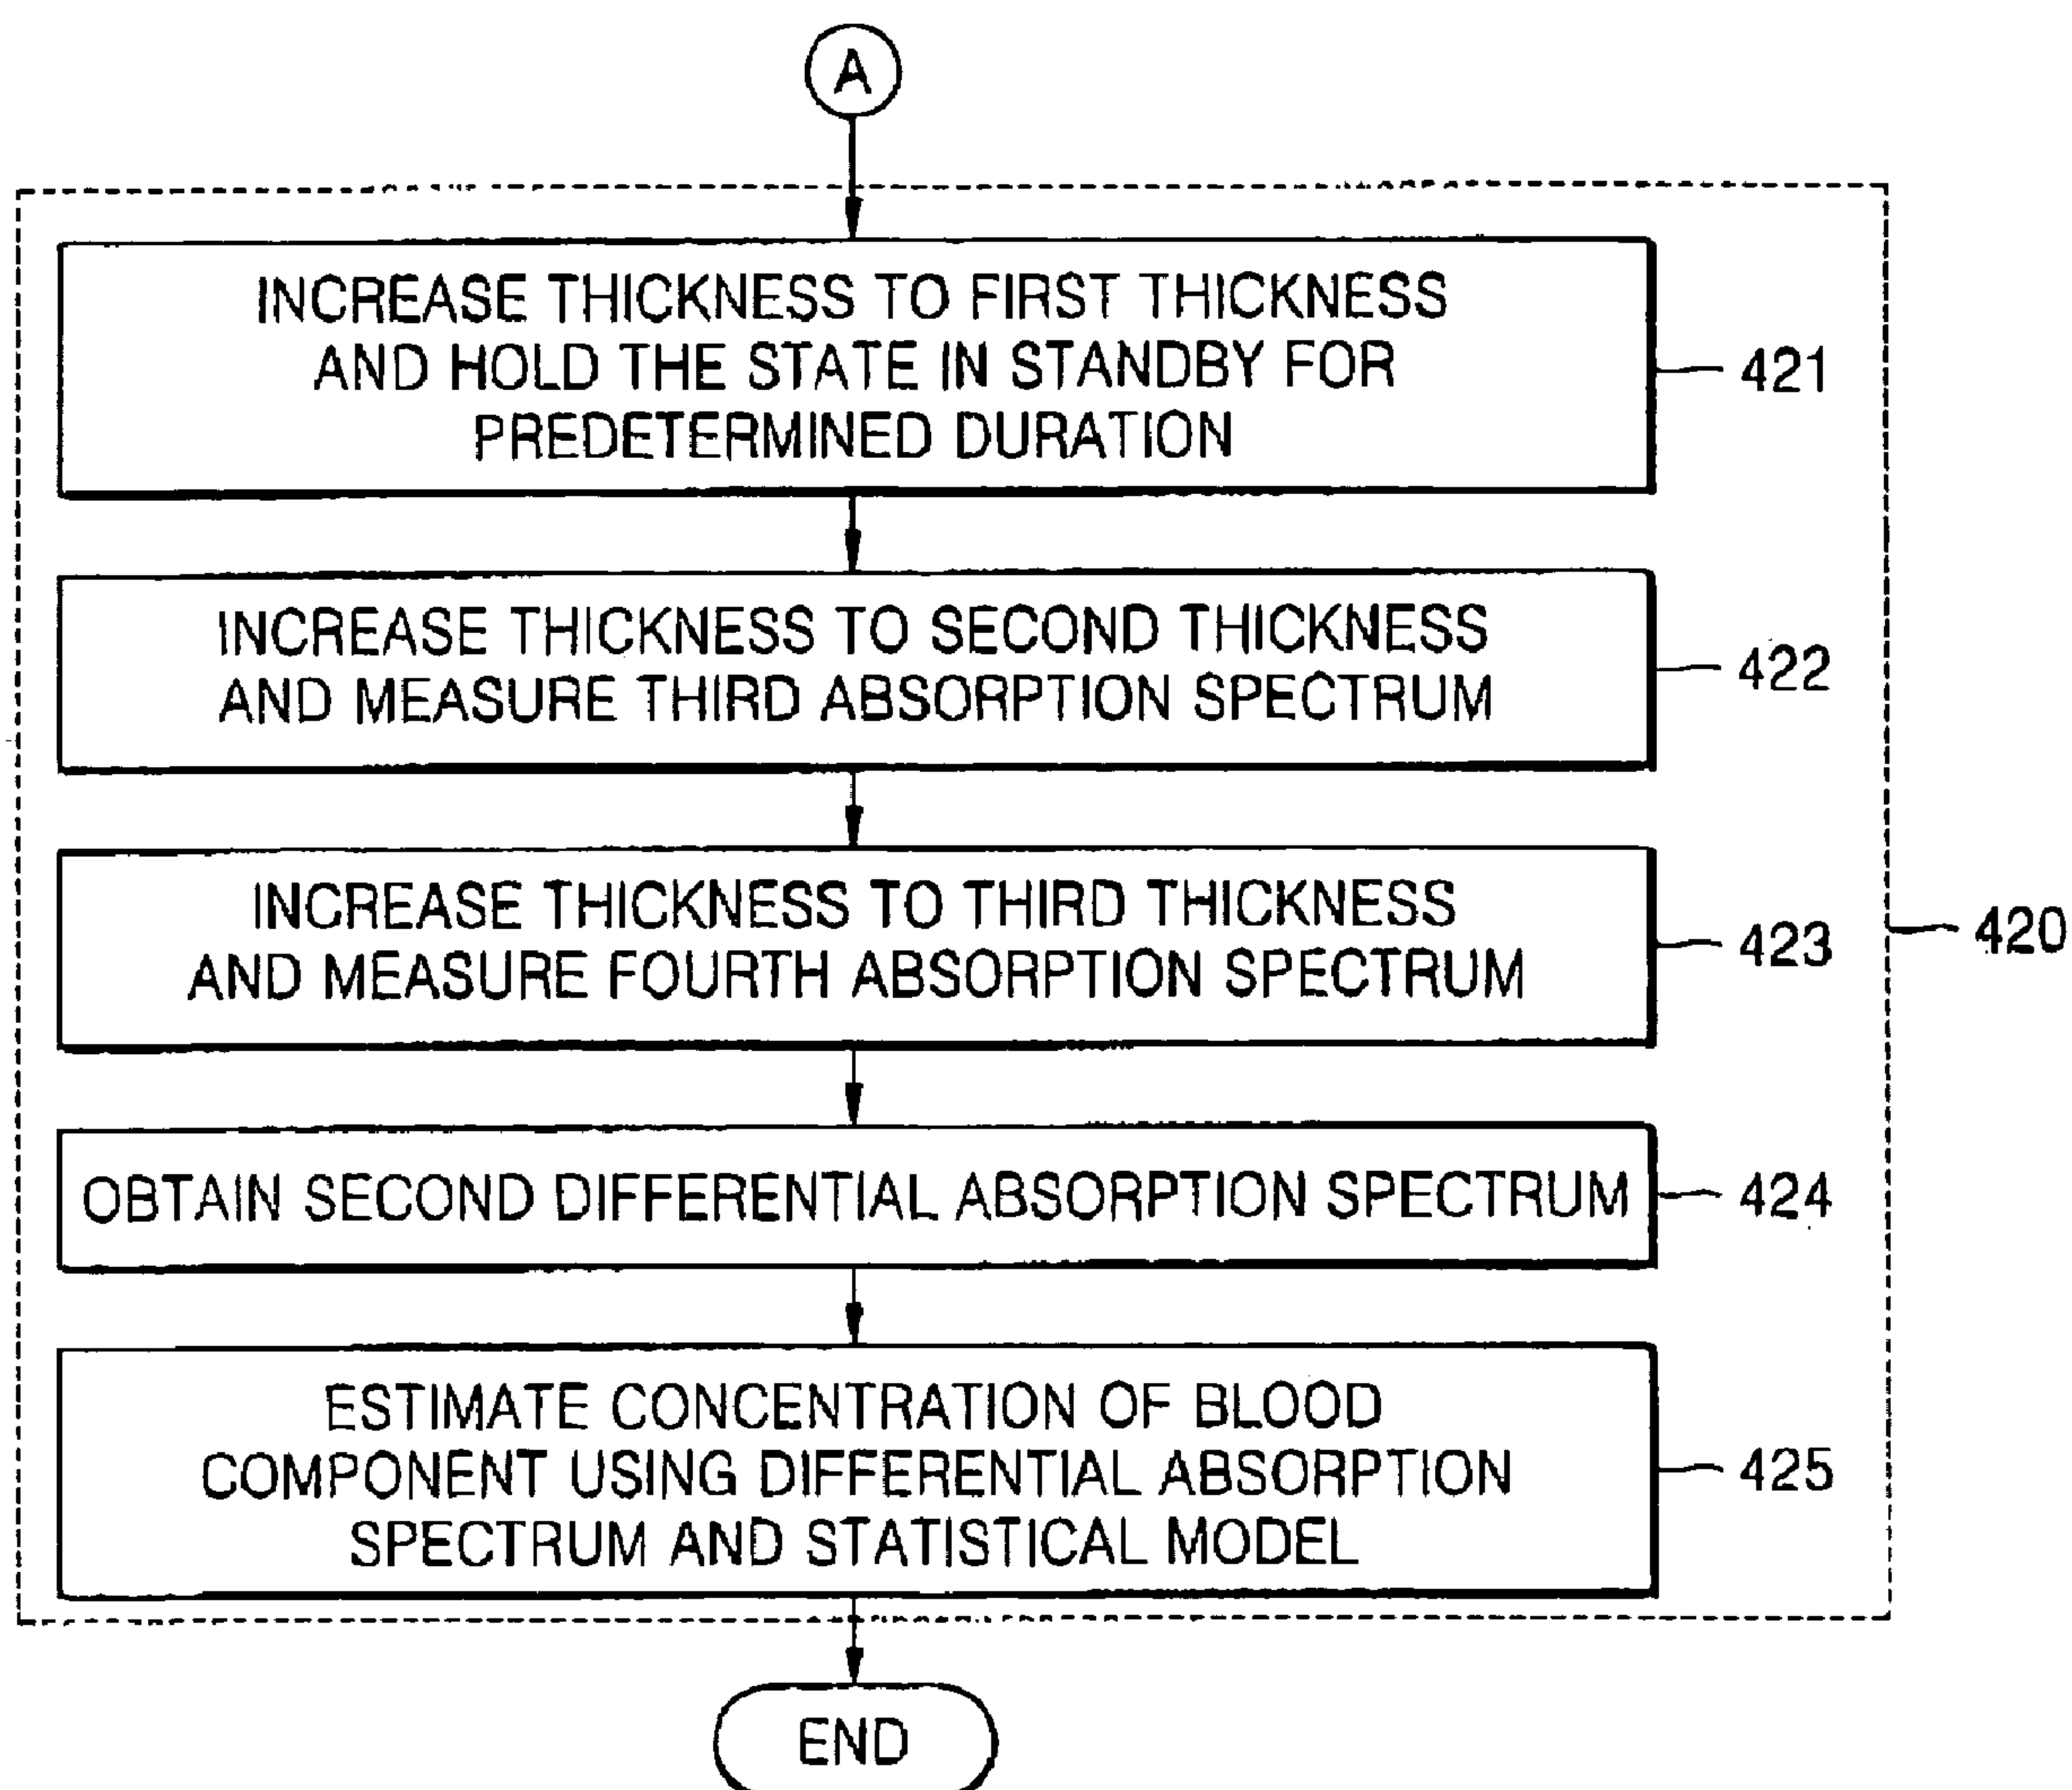 A
INCREASE THICKNESS TO FIRST THICKNESS
AND HOLD THE STATE IN STANDBY FOR
PREDETERMINED DURATION
421
INCREASE THICKNESS TO SECOND THICKNESS
AND MEASURE THIRD ABSORPTION SPECTRUM
422
INCREASE THICKNESS TO THIRD THICKNESS
AND MEASURE FOURTH ABSORPTION SPECTRUM
423
420
OBTAIN SECOND DIFFERENTIAL ABSORPTION SPECTRUM
424
ESTIMATE CONCENTRATION OF BLOOD
COMPONENT USING DIFFERENTIAL ABSORPTION
SPECTRUM AND STATISTICAL MODEL
425
END